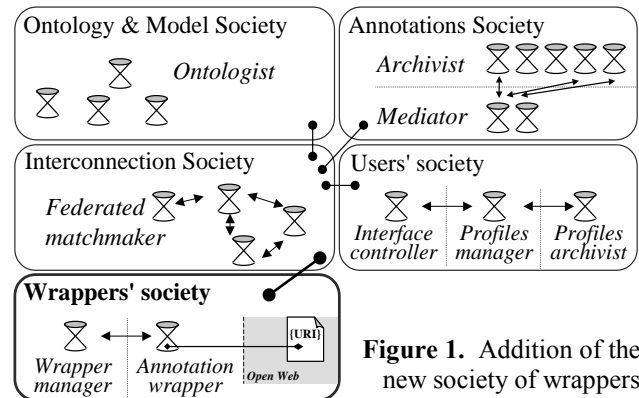 Ontology & Model Society
Ontologist
Annotations Society
Archivist
Mediator
Interconnection Society
Federated
matchmaker
Users' society
Interface
controller
Profiles
manager
Profiles
archivist
Wrappers' society
Wrapper
manager
Annotation
wrapper
{URI}
Open Web
Figure 1. Addition of the
new society of wrappers